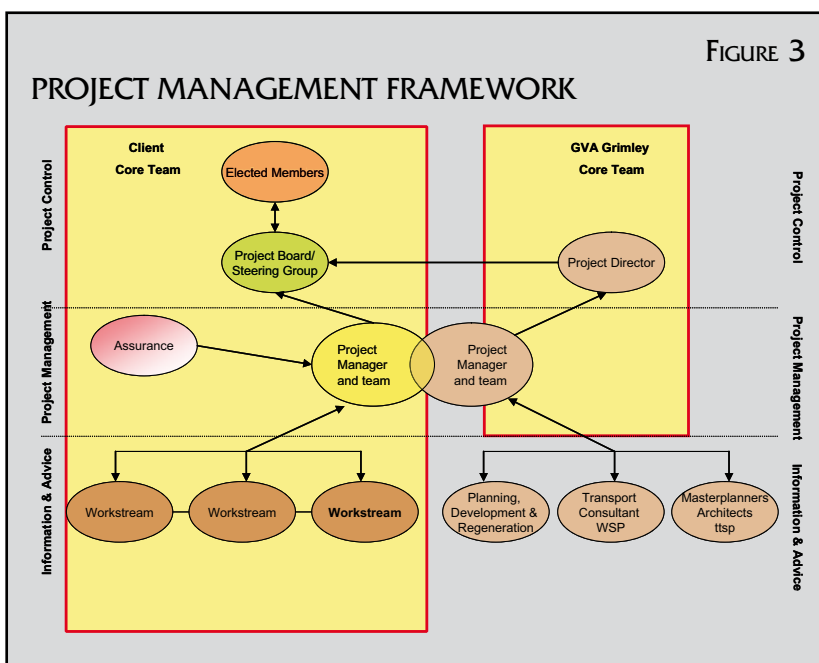 FIGURE 3
PROJECT MANAGEMENT FRAMEWORK
Client
Core Team
GVA Grimley
Core Team
Project Control
Elected Members
Project Board/
Steering Group
Project Director
Project Control
Project Management
Assurance
Project
Manager
and team
Project
Manager
and team
Project Management
Information & Advice
Workstream
Workstream
Workstream
Planning,
Development &
Regeneration
Transport
Consultant
WSP
Masterplanners
Architects
ttsp
Information & Advice